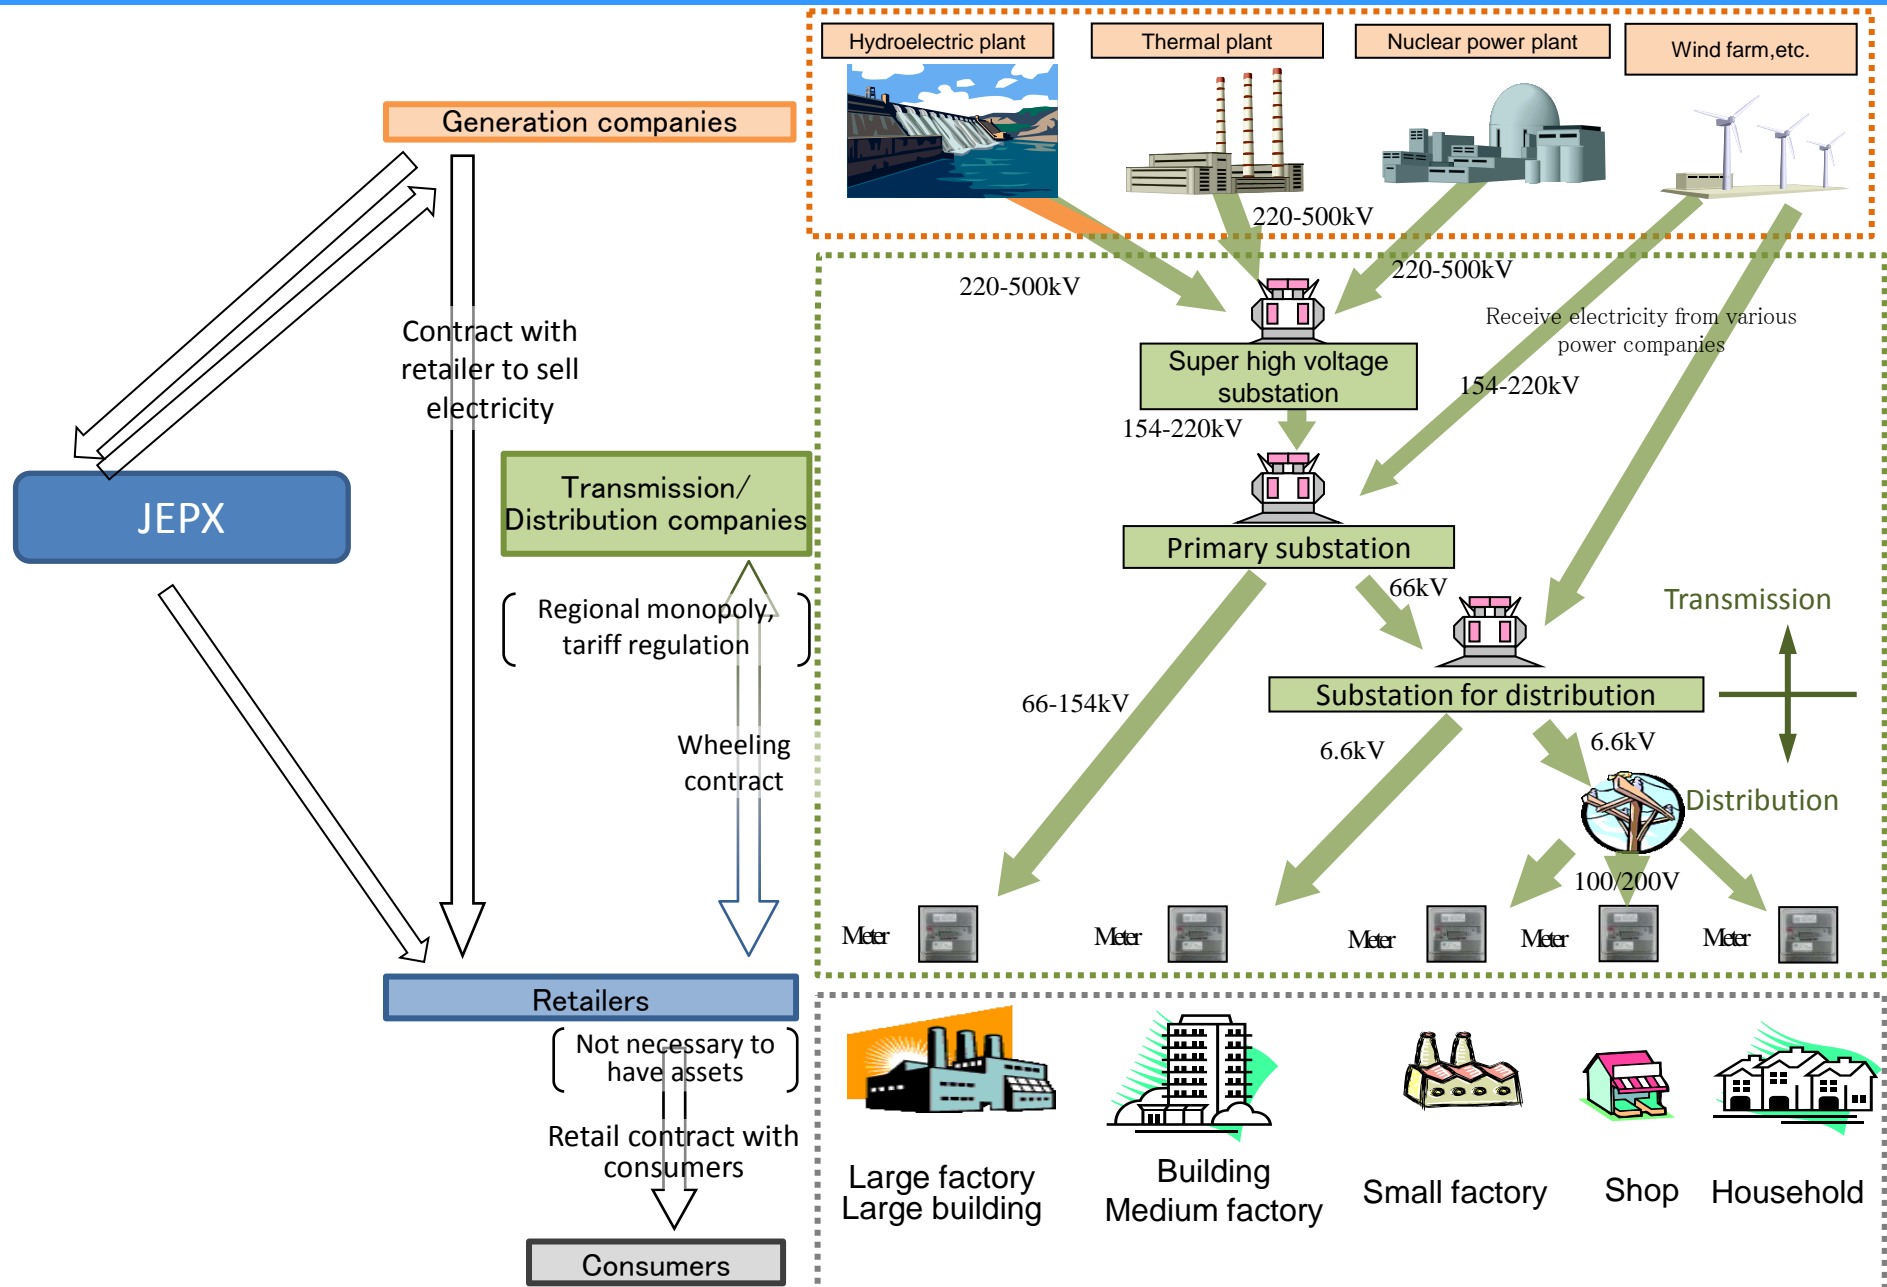 Hydroelectric plant
Thermal plant
Nuclear power plant
Wind farm,etc.
Generation companies
220-500kV
220-500kV
220-500kV
Contract with
retailer to sell
electricity
Receive electricity from various
power companies
Super high voltage
substation
154-220kV
154-220kV
JEPX
Transmission/
Distribution companies
Primary substation
Regional monopoly,
tariff regulation
66kV
Transmission
66-154kV
Substation for distribution
Wheeling
contract
6.6kV
6.6kV
Distribution
100/200V
Meter
Meter
Meter
Meter
Meter
Retailers
Not necessary to
have assets
Retail contract with
consumers
Large factory
Large building
Building
Medium factory
Small factory
Shop
Household
Consumers